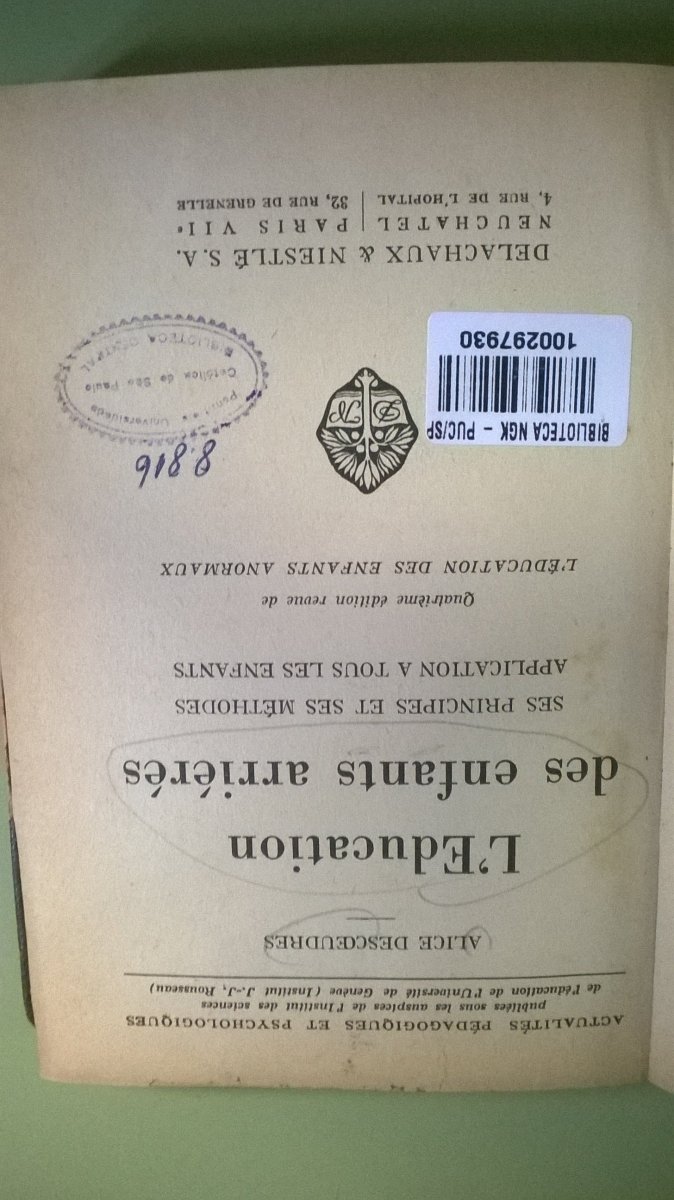 ACTUALITÉS PÉDAGOGIQUES ET PSYCHOLOGIQUES
publiées sous les auspices de l'Institut des sciences
de l'éducation de l'Université de Genève (Institut J.-J. Rousseau)
ALICE DESCŒUDRES
L'Education
des enfants arriérés
SES PRINCIPES ET SES MÉTHODES
APPLICATION A TOUS LES ENFANTS
Quatrième édition revue de
L'ÉDUCATION DES ENFANTS ANORMAUX
8.816
BIBLIOTECA NGK - PUC/SP
100297930
D N
Universidade
Católica de São Paulo
BIBLIOTECA CENTRAL
DELACHAUX & NIESTLÉ S. A.
NEUCHATEL | PARIS VIIe
4, RUE DE L'HOPITAL | 32, RUE DE GRENELLE